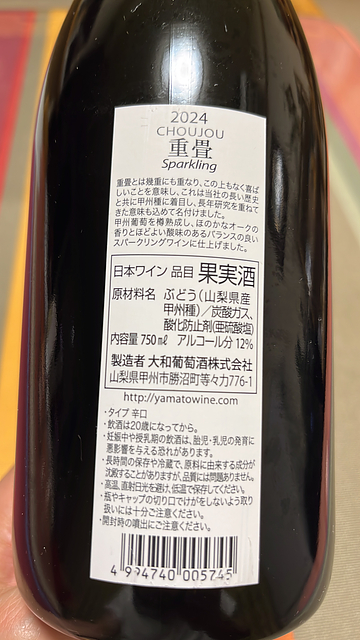 2024
CHOUJOU
重畳
Sparkling
重畳とは幾重にも重なり、この上もなく喜ば
しいことを意味し、これは当社の長い歴史
と共に甲州種に着目し、長年研究を重ねて
きた意味も込めて名付けました。
甲州葡萄を樽熟成し、ほのかなオークの
香りとほどよい酸味のあるバランスの良い
スパークリングワインに仕上げました。
日本ワイン 品目 果実酒
原材料名 ぶどう(山梨県産
甲州種)/炭酸ガス、
酸化防止剤(亜硫酸塩)
内容量 750㎖ アルコール分 12%
製造者 大和葡萄酒株式会社
山梨県甲州市勝沼町等々力776-1
http://yamatowine.com
・タイプ 辛口
・飲酒は20歳になってから。
・妊娠中や授乳期の飲酒は、胎児・乳児の発育に
悪影響を与える恐れがあります。
・長時間の保存や冷蔵で、原料に由来する成分が
沈殿することがありますが、品質には問題ありません。
・高温、直射日光を避け、低温で保存してください。
・瓶やキャップの切り口でけがをしないよう取り
扱いには十分ご注意ください。
・開封時の噴出にご注意ください。
4 994740 005745